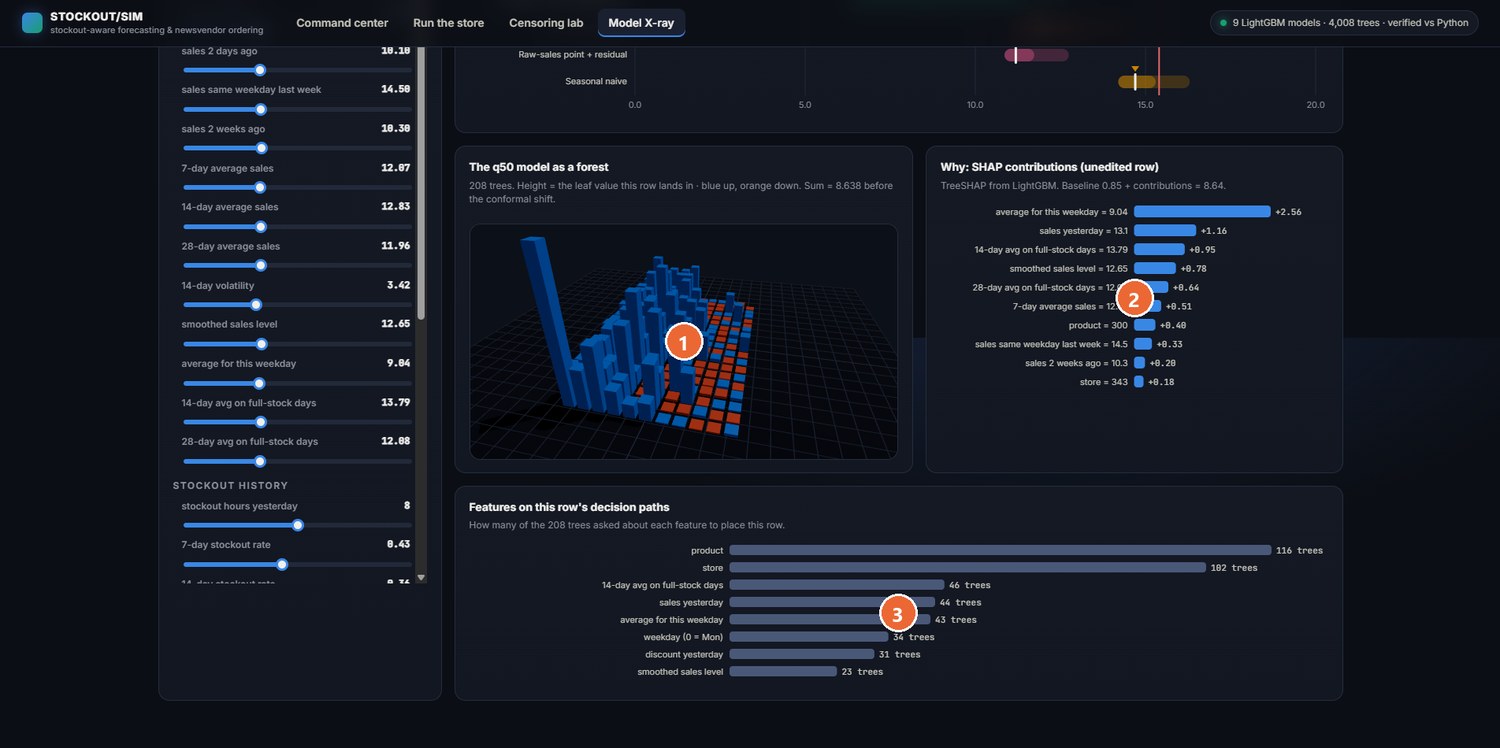 STOCKOUT/SIM
stockout-aware forecasting & newsvendor ordering
Command center
Run the store
Censoring lab
Model X-ray
9 LightGBM models · 4,008 trees · verified vs Python
sales 2 days ago 10.10
sales same weekday last week 14.50
sales 2 weeks ago 10.30
7-day average sales 12.07
14-day average sales 12.83
28-day average sales 11.96
14-day volatility 3.42
smoothed sales level 12.65
average for this weekday 9.04
14-day avg on full-stock days 13.79
28-day avg on full-stock days 12.08
STOCKOUT HISTORY
stockout hours yesterday 8
7-day stockout rate 0.43
14-day stockout rate 0.36
Raw-sales point + residual
Seasonal naive
0.0 5.0 10.0 15.0 20.0
The q50 model as a forest
208 trees. Height = the leaf value this row lands in · blue up, orange down. Sum = 8.638 before
the conformal shift.
1
Why: SHAP contributions (unedited row)
TreeSHAP from LightGBM. Baseline 0.85 + contributions = 8.64.
average for this weekday = 9.04 +2.56
sales yesterday = 13.1 +1.16
14-day avg on full-stock days = 13.79 +0.95
smoothed sales level = 12.65 +0.78
28-day avg on full-stock days = +0.64
7-day average sales = +0.51
2
product = 300 +0.40
sales same weekday last week = 14.5 +0.33
sales 2 weeks ago = 10.3 +0.20
store = 343 +0.18
Features on this row's decision paths
How many of the 208 trees asked about each feature to place this row.
product 116 trees
store 102 trees
14-day avg on full-stock days 46 trees
sales yesterday 44 trees
3
average for this weekday 43 trees
weekday (0 = Mon) 34 trees
discount yesterday 31 trees
smoothed sales level 23 trees